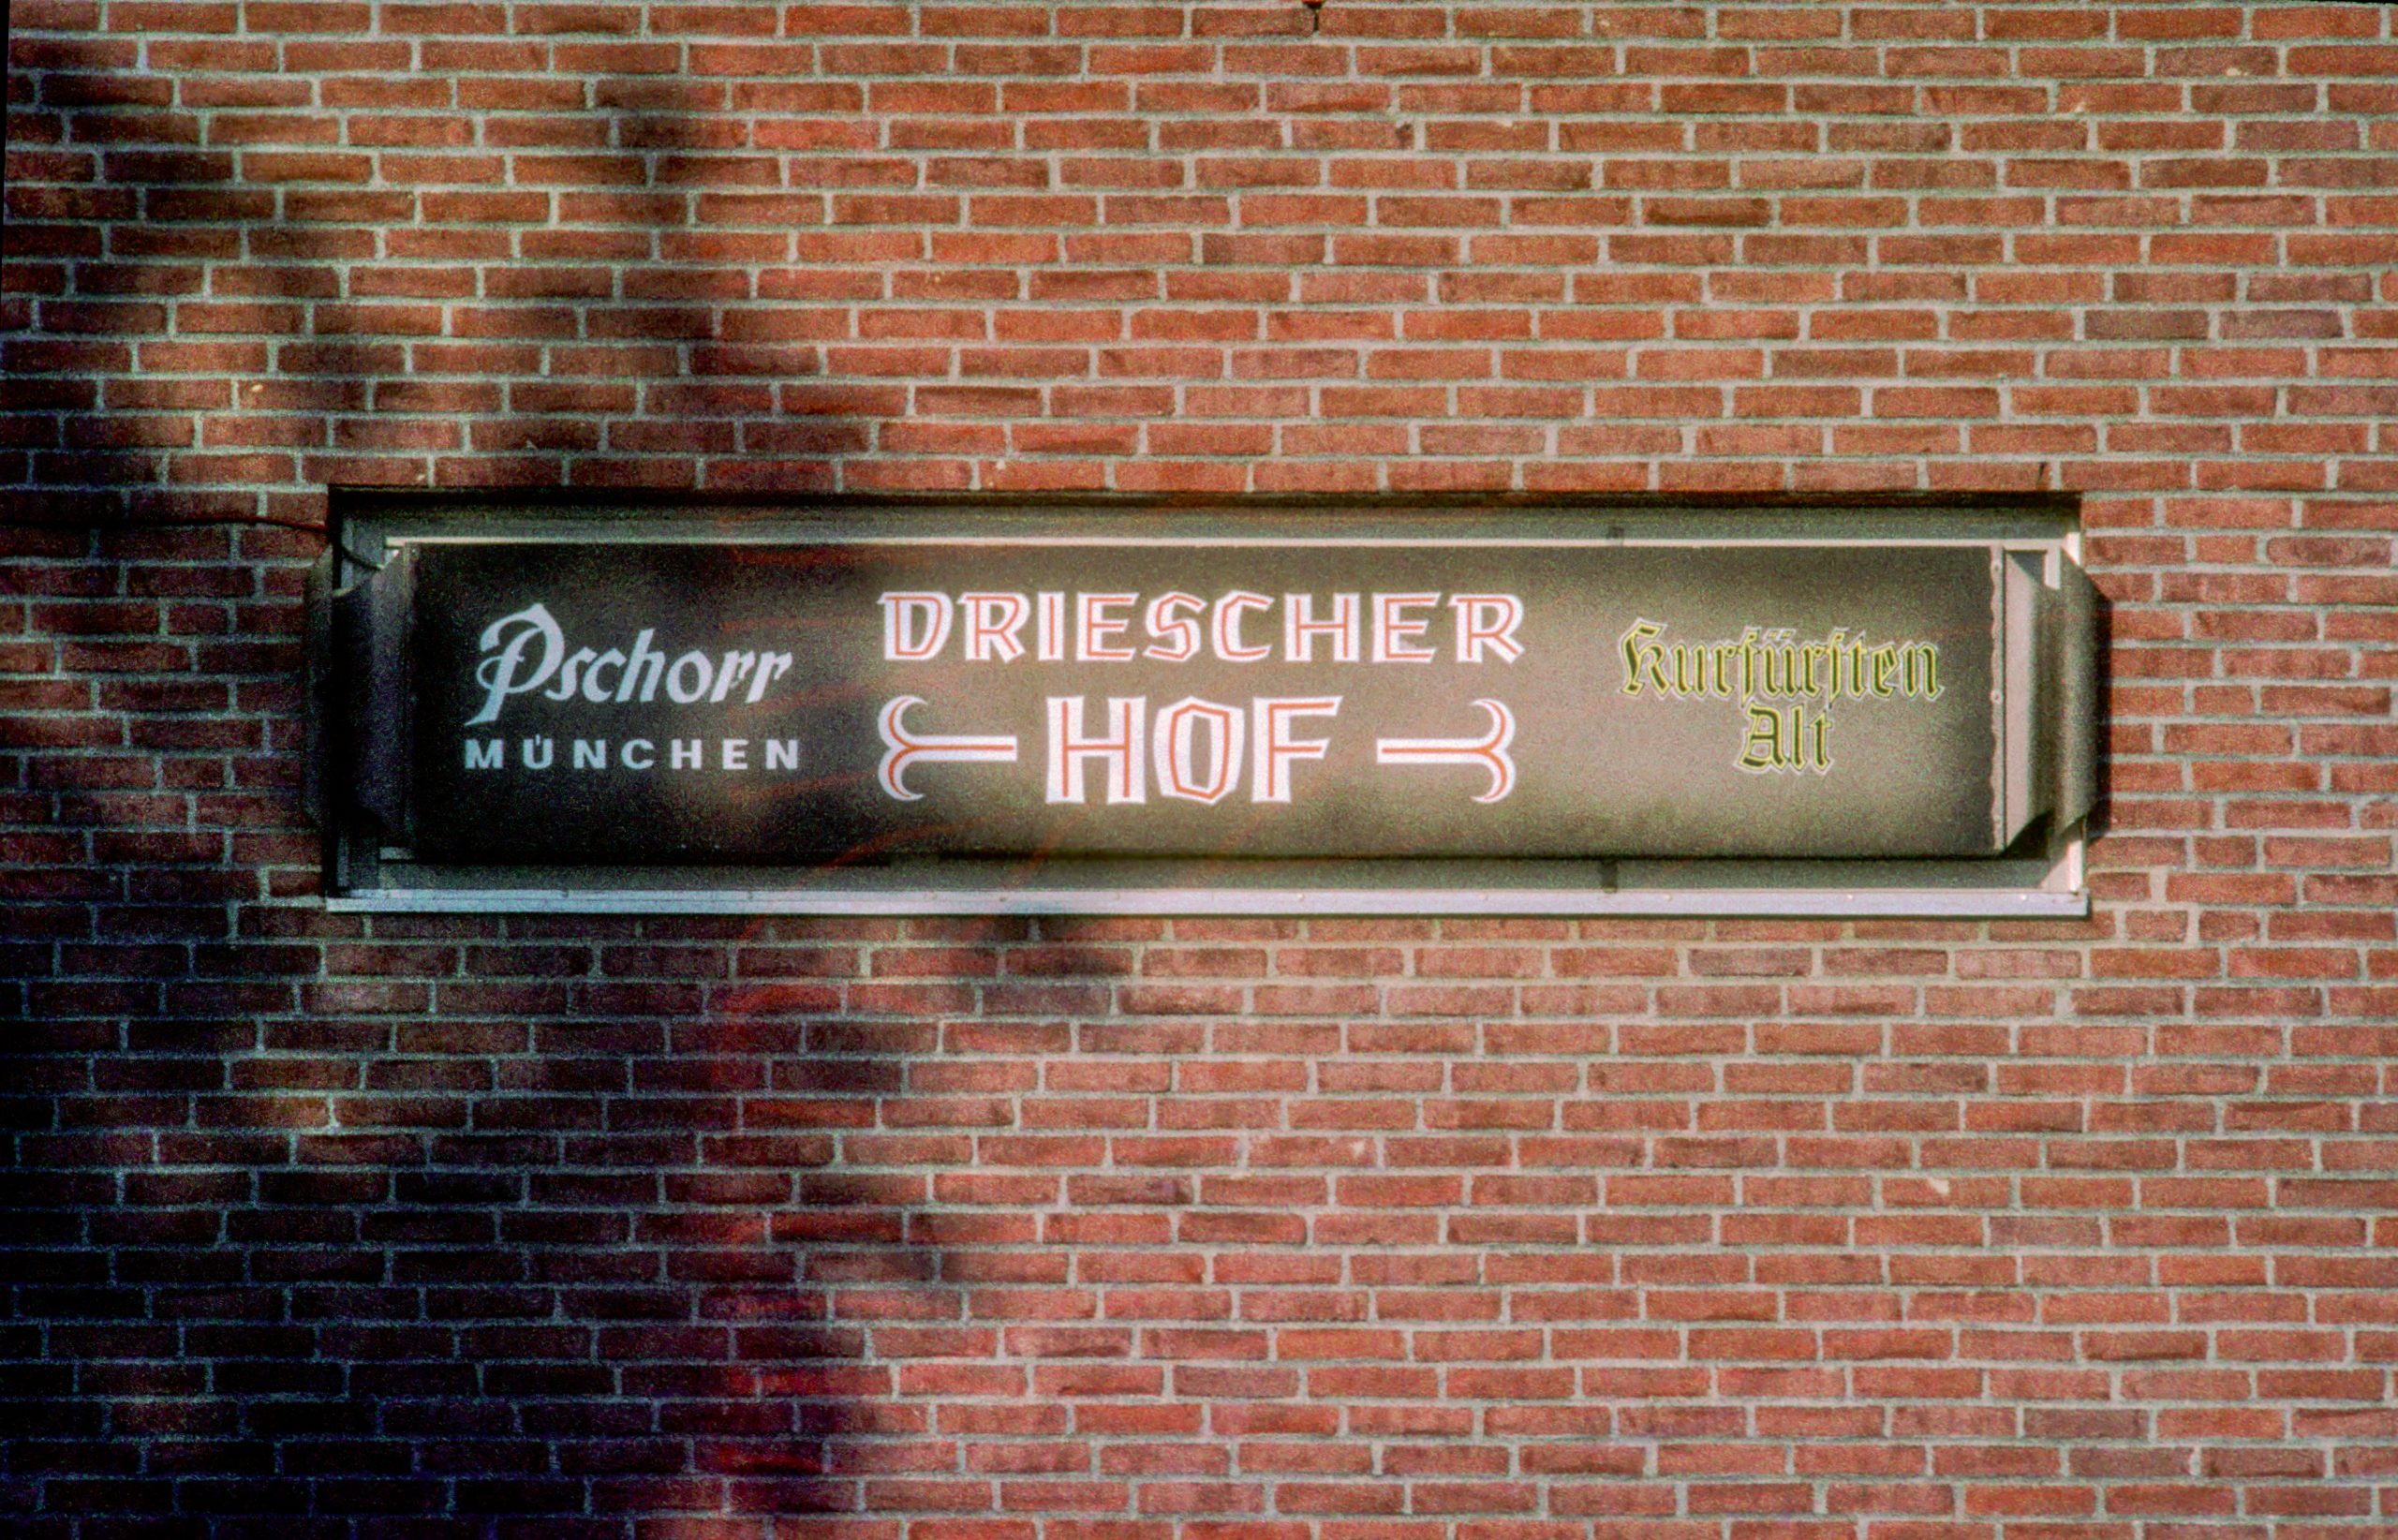 Pschorr
MÜNCHEN
DRIESCHER
HOF
Kurfürſten
Alt